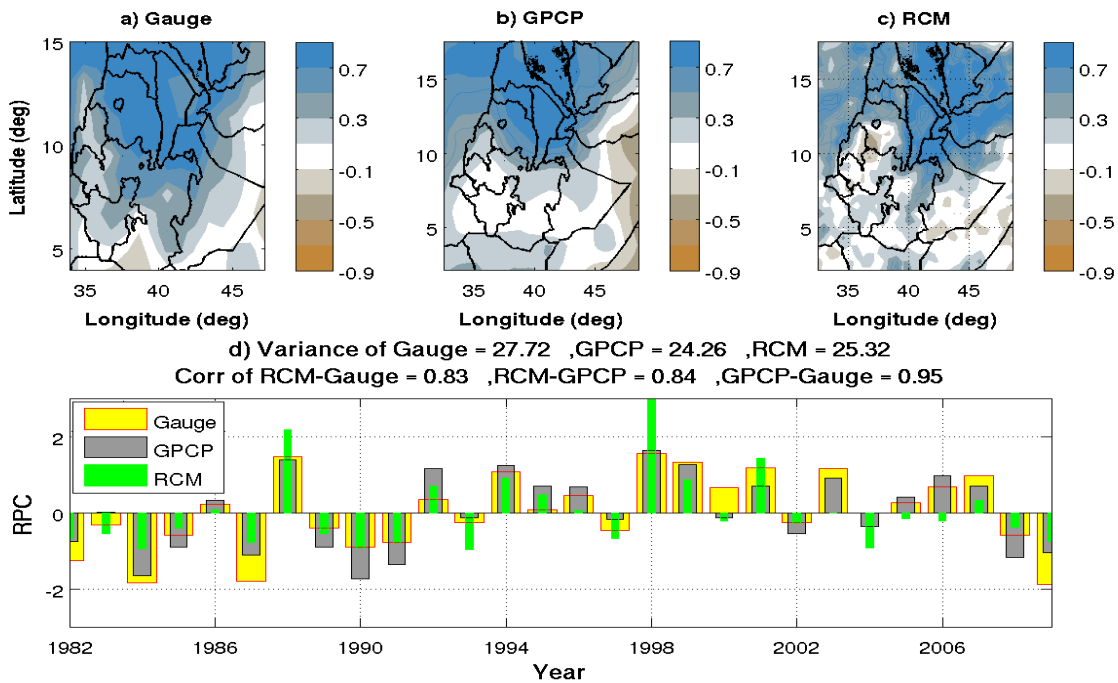 a) Gauge
b) GPCP
c) RCM
15
10
5
Latitude (deg)
35 40 45
Longitude (deg)
0.7
0.3
-0.1
-0.5
-0.9
15
10
5
35 40 45
Longitude (deg)
0.7
0.3
-0.1
-0.5
-0.9
15
10
5
35 40 45
Longitude (deg)
0.7
0.3
-0.1
-0.5
-0.9
d) Variance of Gauge = 27.72 ,GPCP = 24.26 ,RCM = 25.32
Corr of RCM-Gauge = 0.83 ,RCM-GPCP = 0.84 ,GPCP-Gauge = 0.95
Gauge
GPCP
RCM
2
0
-2
RPC
1982 1986 1990 1994 1998 2002 2006
Year